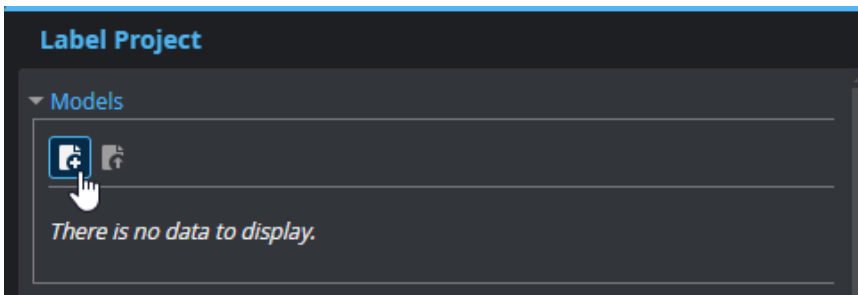 Label Project
Models
There is no data to display.